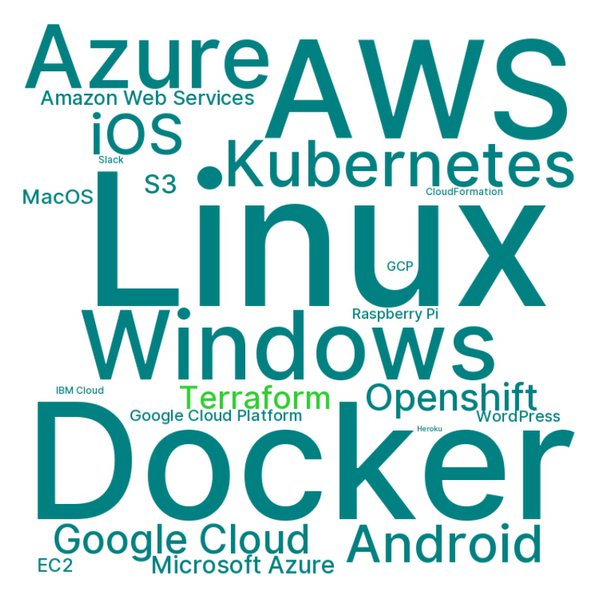 Azure
AWS
Amazon Web Services
iOS
Kubernetes
Slack
S3
MacOS
CloudFormation
Linux
GCP
Raspberry Pi
Windows
IBM Cloud
Terraform
Openshift
Google Cloud Platform
WordPress
Docker
Heroku
Google Cloud
Android
EC2
Microsoft Azure